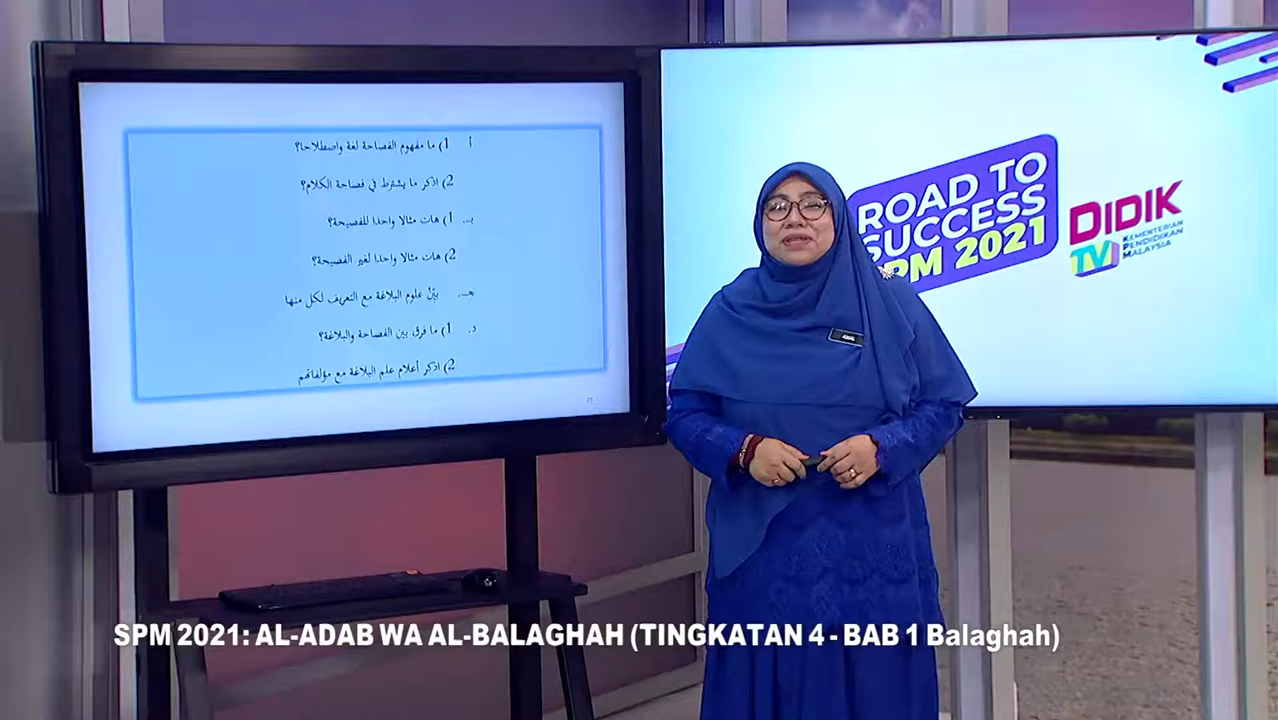 أ 1) ما مفهوم الفصاحة لغة واصطلاحا؟
2) اذكر ما يشترط في فصاحة الكلام؟
بـ. 1) هات مثالا واحدا للفصيحة؟
2) هات مثالا واحدا لغير الفصيحة؟
جـ. بيّنْ علوم البلاغة مع التعريف لكل منها
د. 1) ما فرق بين الفصاحة والبلاغة؟
2) اذكر أعلام علم البلاغة مع مؤلفاتهم
ROAD TO
SUCCESS
PM 2021
DIDIK
TV
KEMENTERIAN
PENDIDIKAN
MALAYSIA
SPM 2021: AL-ADAB WA AL-BALAGHAH (TINGKATAN 4 - BAB 1 Balaghah)